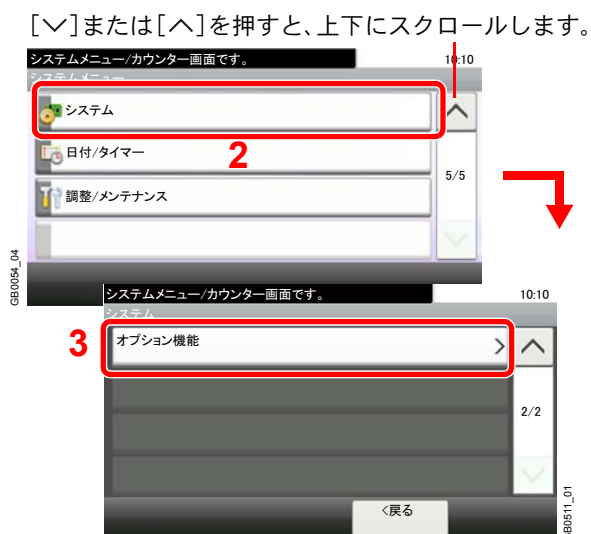 [∨]または[∧]を押すと、上下にスクロールします。
システムメニュー/カウンター画面です。
10:10
システムメニュー
システム
日付/タイマー
2
5/5
調整/メンテナンス
GB0054_04
システムメニュー/カウンター画面です。
10:10
システム
3
オプション機能
2/2
<戻る
GB0511_01